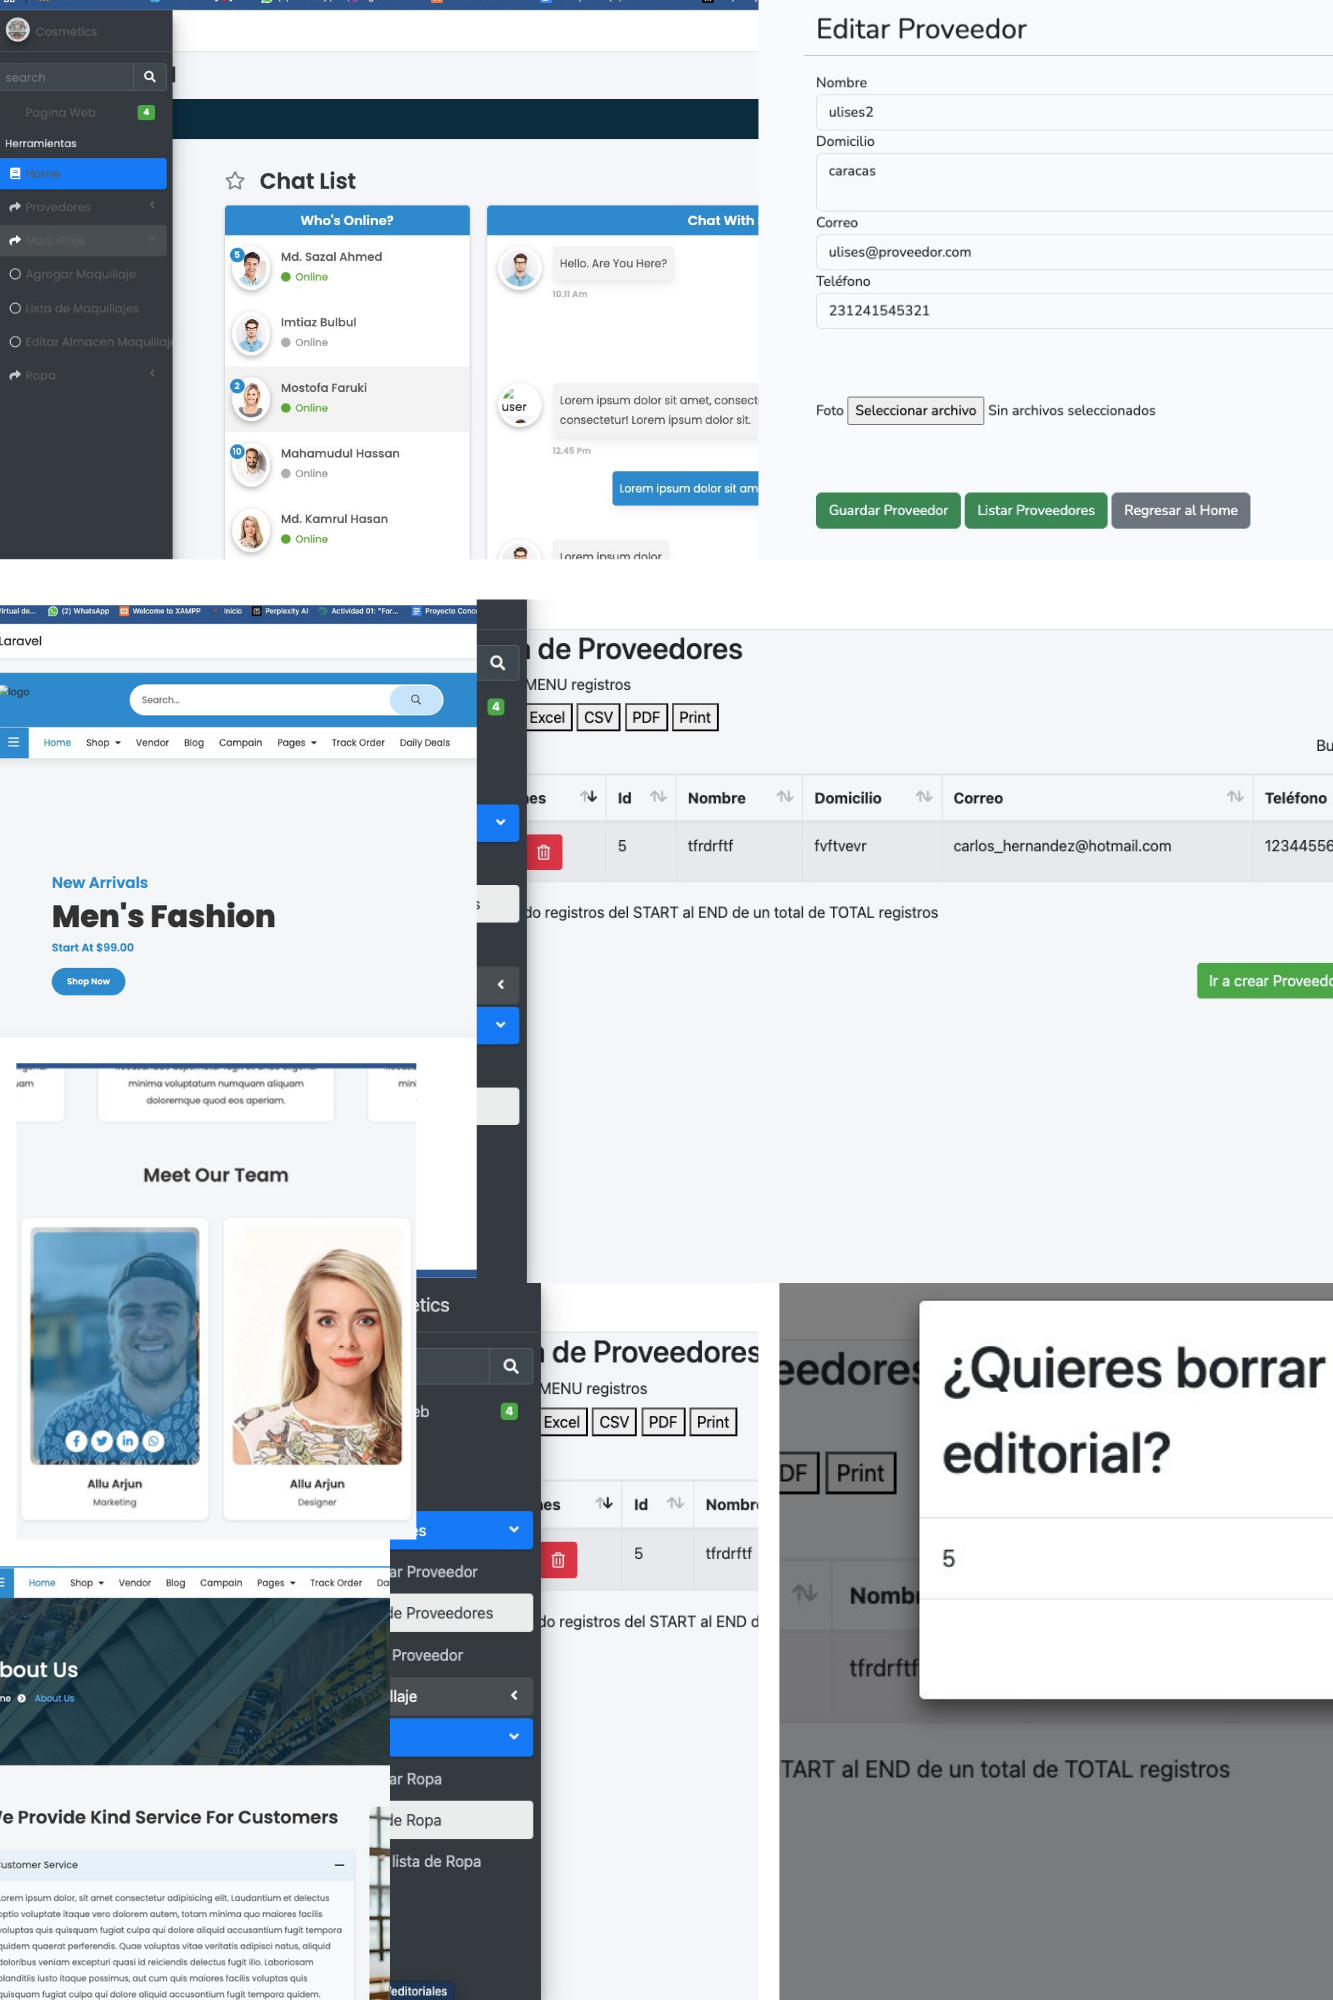 Cosmetics
search
Pagina Web
4
Herramientas
Home
Provedores
Maquillaje
Agregar Maquillaje
Lista de Maquillajes
Editar Almacen Maquillaje
Ropa
Chat List
Who's Online?
5
Md. Sazal Ahmed
Online
Imtiaz Bulbul
Online
2
Mostofa Faruki
Online
10
Mahamudul Hassan
Online
Md. Kamrul Hasan
Online
Chat With
Hello. Are You Here?
10.11 Am
user
Lorem ipsum dolor sit amet, consect
consectetur! Lorem ipsum dolor sit.
12.45 Pm
Lorem ipsum dolor sit am
Lorem ipsum dolor
Editar Proveedor
Nombre
ulises2
Domicilio
caracas
Correo
ulises@proveedor.com
Teléfono
231241545321
Foto Seleccionar archivo Sin archivos seleccionados
Guardar Proveedor Listar Proveedores Regresar al Home
Virtual de... (2) WhatsApp Welcome to XAMPP Inicio Perplexity AI Actividad 01: "For... Proyecto Conc
Laravel
logo
Search...
Home Shop Vendor Blog Campain Pages Track Order Daily Deals
New Arrivals
Men's Fashion
Start At $99.00
Shop Now
4
de Proveedores
MENU registros
Excel CSV PDF Print
Bu
es Id Nombre Domicilio Correo Teléfono
5 tfrdrftf fvftvevr carlos_hernandez@hotmail.com 12344556
do registros del START al END de un total de TOTAL registros
Ir a crear Proveedo
minima voluptatum numquam aliquam
doloremque quod eos aperiam.
am
mini
Meet Our Team
Allu Arjun
Marketing
Allu Arjun
Designer
Home Shop Vendor Blog Campain Pages Track Order Da
bout Us
me About Us
e Provide Kind Service For Customers
ustomer Service
Lorem ipsum dolor, sit amet consectetur adipisicing elit. Laudantium et delectus
optio voluptate itaque vero dolorem autem, totam minima quo maiores facilis
voluptas quis quisquam fugiat culpa qui dolore aliquid accusantium fugit tempora
quidem quaerat perferendis. Quae voluptas vitae veritatis adipisci natus, aliquid
doloribus veniam excepturi quasi id reiciendis delectus fugit illo. Laboriosam
blanditiis iusto itaque possimus, aut cum quis maiores facilis voluptas quis
quisquam fugiat culpa qui dolore aliquid accusantium fugit tempora quidem.
etics
eb
4
es
ar Proveedor
de Proveedores
Proveedor
llaje
ar Ropa
de Ropa
lista de Ropa
editoriales
de Proveedores
MENU registros
Excel CSV PDF Print
es Id Nombr
5 tfrdrftf
do registros del START al END d
eedores
DF Print
Nomb
tfrdrftf
¿Quieres borrar
editorial?
5
START al END de un total de TOTAL registros